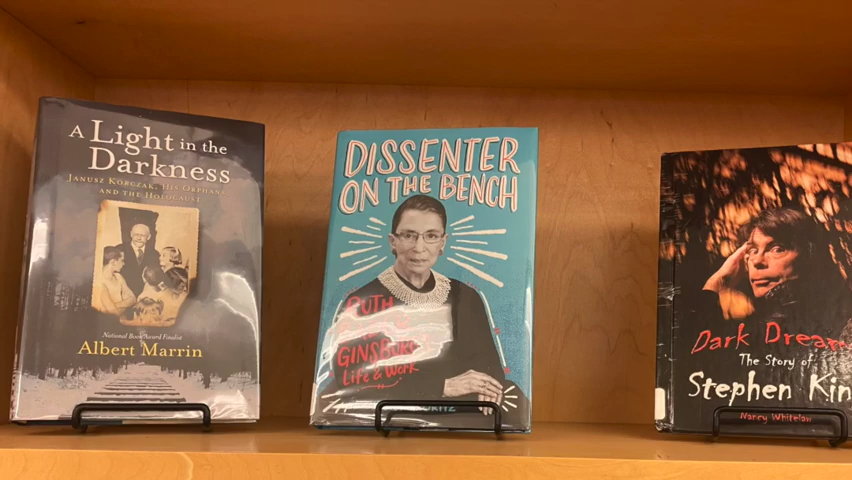 A Light in the
Darkness
JANUSZ KORCZAK, HIS ORPHANS
AND THE HOLOCAUST
National Book Award Finalist
Albert Marrin
DISSENTER
ON THE BENCH
RUTH
GINSBURG'S
Life & Work
Dark Dream
The Story of
Stephen Kin
Nancy Whitelaw